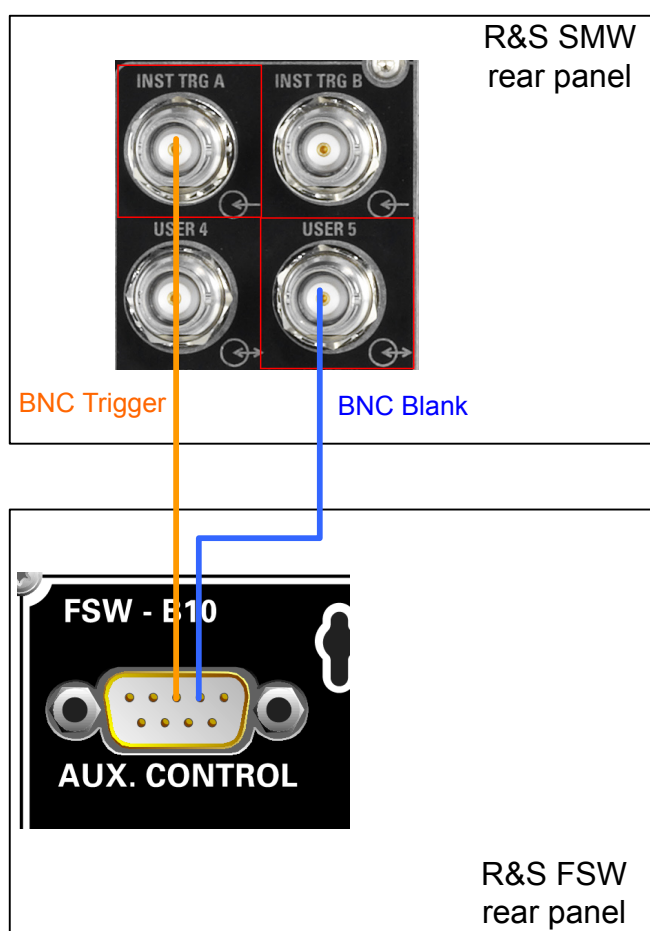 R&S SMW
rear panel
INST TRG A
INST TRG B
USER 4
USER 5
BNC Trigger
BNC Blank
FSW - B10
AUX. CONTROL
R&S FSW
rear panel